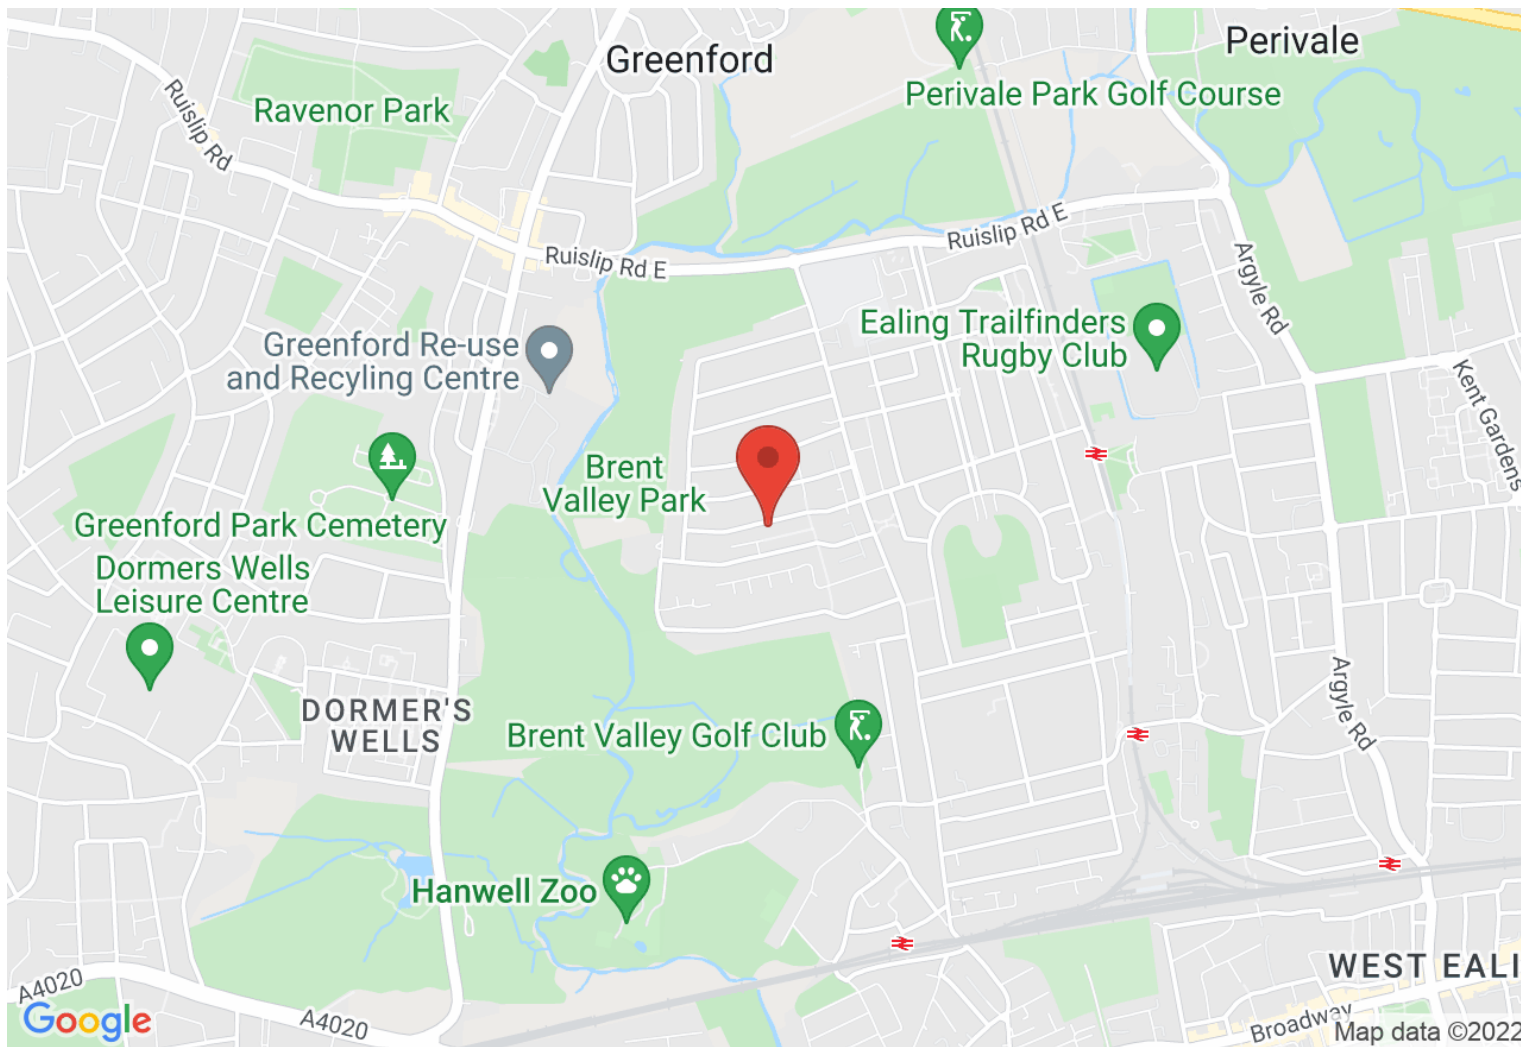 Greenford
Perivale
Ravenor Park
Perivale Park Golf Course
Ruislip Rd
Ruislip Rd E
Ruislip Rd E
Argyle Rd
Greenford Re-use
and Recyling Centre
Ealing Trailfinders
Rugby Club
Kent Gardens
Brent
Valley Park
Greenford Park Cemetery
Dormers Wells
Leisure Centre
DORMER'S
WELLS
Brent Valley Golf Club
Argyle Rd
Hanwell Zoo
WEST EALI
A4020
Google
A4020
Broadway
Map data ©2022